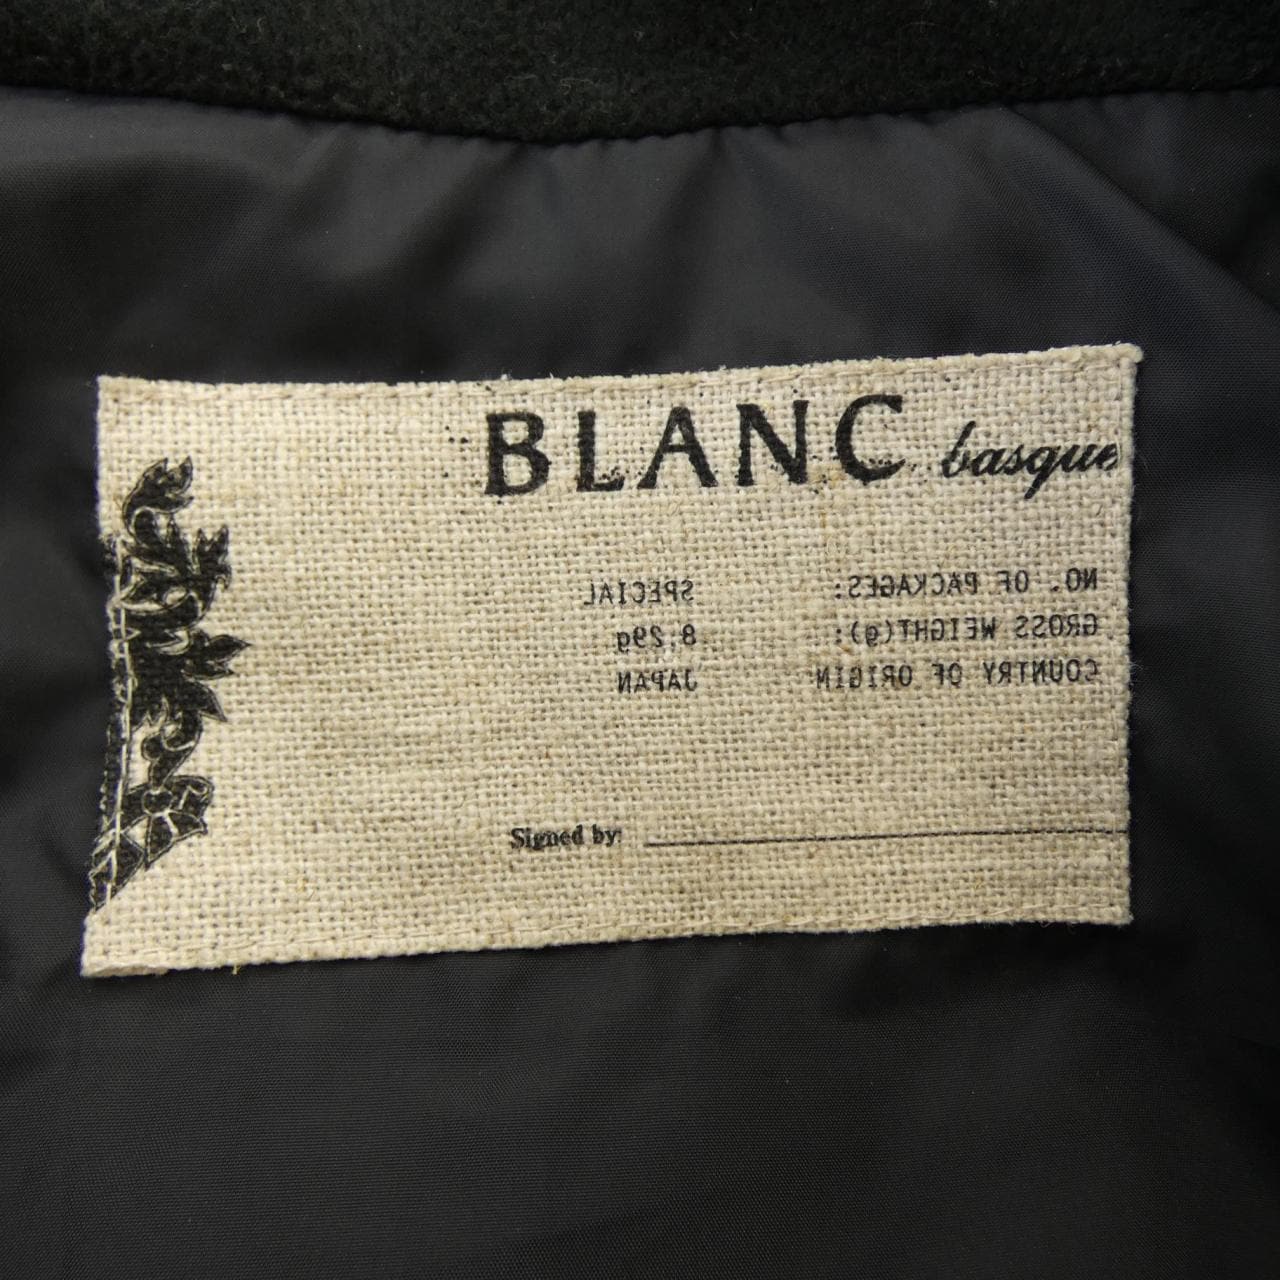 BLANC basque
NO. OF PACKAGES: SPECIAL
GROSS WEIGHT(g): 8,29g
COUNTRY OF ORIGIN JAPAN
Signed by: